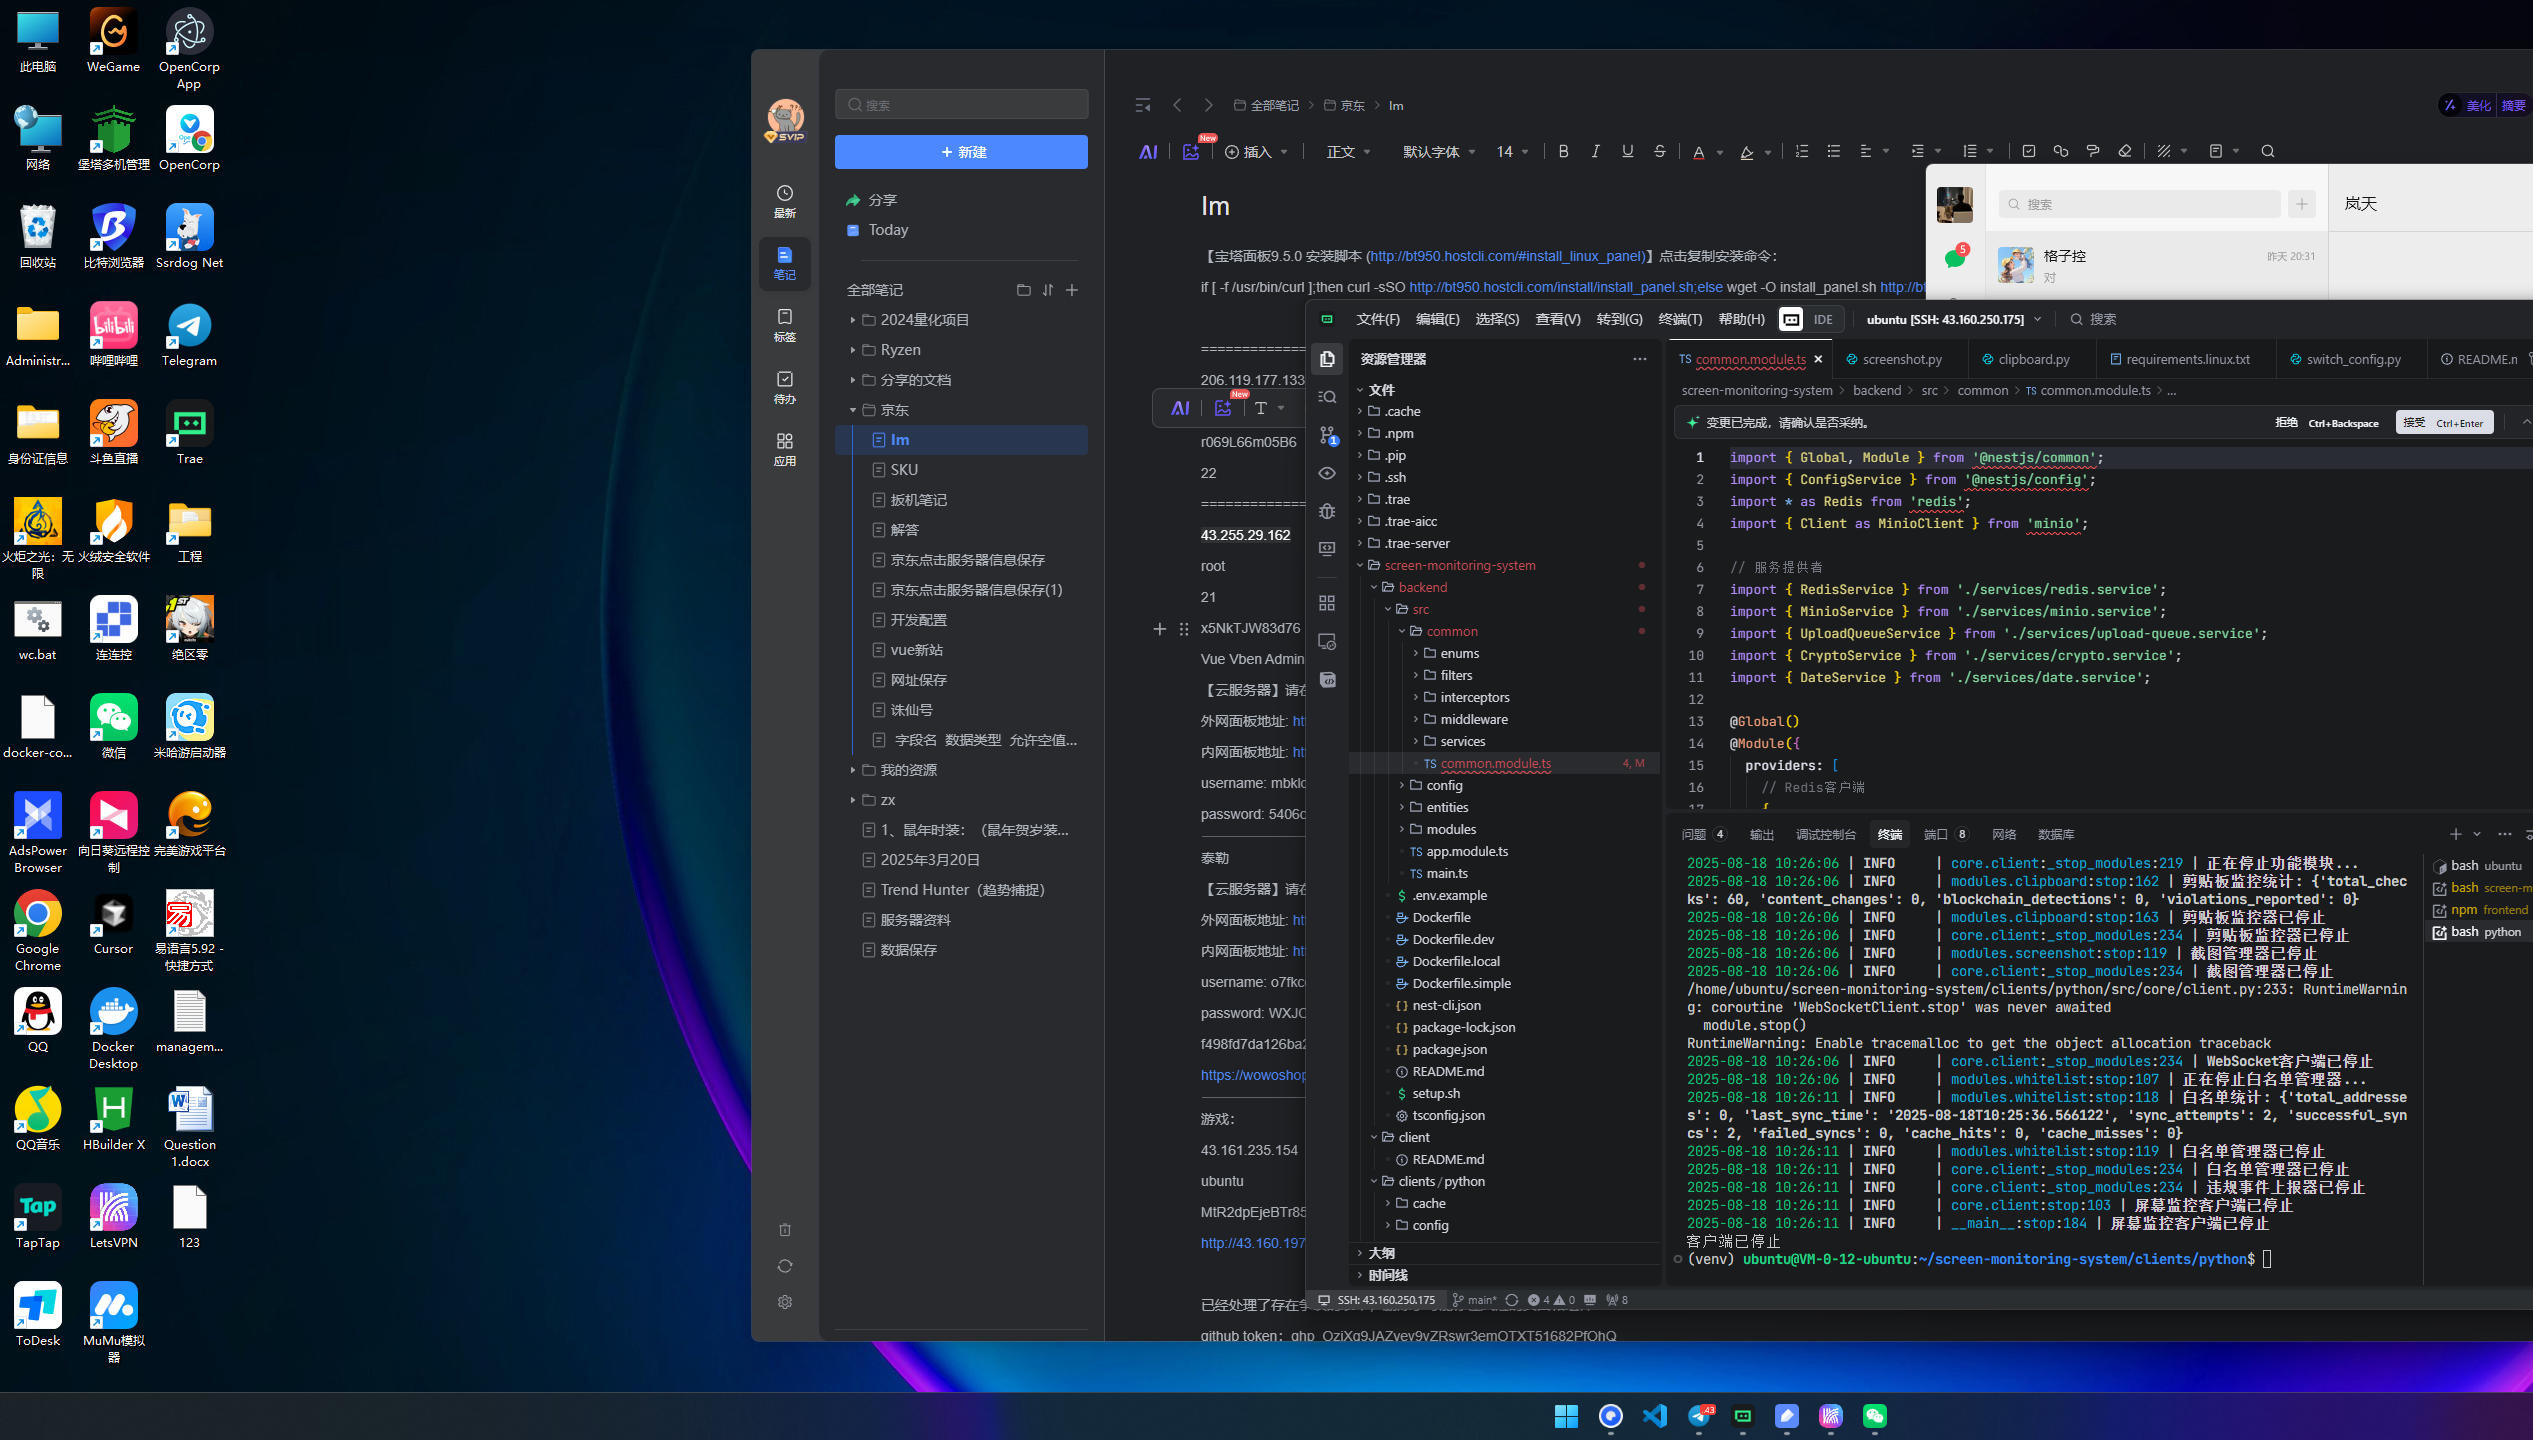 此电脑
WeGame
OpenCorp App
网络
堡塔多机管理
OpenCorp
回收站
比特浏览器
Ssrdog Net
Administr...
哔哩哔哩
Telegram
身份证信息
斗鱼直播
Trae
火炬之光：无限
火绒安全软件
工程
wc.bat
连连控
绝区零
docker-co...
微信
米哈游启动器
AdsPower Browser
向日葵远程控制
完美游戏平台
Google Chrome
Cursor
易语言5.92 - 快捷方式
QQ
Docker Desktop
managem...
QQ音乐
HBuilder X
Question 1.docx
TapTap
LetsVPN
123
ToDesk
MuMu模拟器
SVIP
最新
笔记
标签
待办
应用
搜索
+ 新建
分享
Today
全部笔记
2024量化项目
Ryzen
分享的文档
京东
Im
SKU
扳机笔记
解答
京东点击服务器信息保存
京东点击服务器信息保存(1)
开发配置
vue新站
网址保存
诛仙号
字段名 数据类型 允许空值...
我的资源
zx
1、鼠年时装：（鼠年贺岁装...
2025年3月20日
Trend Hunter（趋势捕捉）
服务器资料
数据保存
全部笔记 > 京东 > Im
美化 摘要
AI New 插入 正文 默认字体 14 B I U S A
Im
【宝塔面板9.5.0 安装脚本 (http://bt950.hostcli.com/#install_linux_panel)】点击复制安装命令：
if [ -f /usr/bin/curl ];then curl -sSO http://bt950.hostcli.com/install/install_panel.sh;else wget -O install_panel.sh http://bt
206.119.177.133
AI New T
r069L66m05B6
22
43.255.29.162
root
21
x5NkTJW83d76
Vue Vben Admin
【云服务器】请在
外网面板地址: ht
内网面板地址: ht
username: mbklc
password: 5406c
泰勒
【云服务器】请在
外网面板地址: ht
内网面板地址: ht
username: o7fkc
password: WXJC
f498fd7da126ba2
https://wowoshop
游戏：
43.161.235.154
ubuntu
MtR2dpEjeBTr85
http://43.160.197
已经处理了存在
github token：
搜索
岚天
5
格子控
昨天 20:31
对
文件(F) 编辑(E) 选择(S) 查看(V) 转到(G) 终端(T) 帮助(H) IDE ubuntu [SSH: 43.160.250.175] 搜索
资源管理器
文件
.cache
.npm
.pip
.ssh
.trae
.trae-aicc
.trae-server
screen-monitoring-system
backend
src
common
enums
filters
interceptors
middleware
services
TS common.module.ts 4, M
config
entities
modules
TS app.module.ts
TS main.ts
$ .env.example
Dockerfile
Dockerfile.dev
Dockerfile.local
Dockerfile.simple
{} nest-cli.json
{} package-lock.json
{} package.json
README.md
$ setup.sh
tsconfig.json
client
README.md
clients / python
cache
config
大纲
时间线
TS common.module.ts screenshot.py clipboard.py requirements.linux.txt switch_config.py README.m
screen-monitoring-system > backend > src > common > TS common.module.ts > ...
变更已完成，请确认是否采纳。 拒绝 Ctrl+Backspace 接受 Ctrl+Enter
1 import { Global, Module } from '@nestjs/common';
2 import { ConfigService } from '@nestjs/config';
3 import * as Redis from 'redis';
4 import { Client as MinioClient } from 'minio';
5
6 // 服务提供者
7 import { RedisService } from './services/redis.service';
8 import { MinioService } from './services/minio.service';
9 import { UploadQueueService } from './services/upload-queue.service';
10 import { CryptoService } from './services/crypto.service';
11 import { DateService } from './services/date.service';
12
13 @Global()
14 @Module({
15 providers: [
16 // Redis客户端
17 {
问题 4 输出 调试控制台 终端 端口 8 网络 数据库
2025-08-18 10:26:06 | INFO | core.client:_stop_modules:219 | 正在停止功能模块...
2025-08-18 10:26:06 | INFO | modules.clipboard:stop:162 | 剪贴板监控统计: {'total_chec
ks': 60, 'content_changes': 0, 'blockchain_detections': 0, 'violations_reported': 0}
2025-08-18 10:26:06 | INFO | modules.clipboard:stop:163 | 剪贴板监控器已停止
2025-08-18 10:26:06 | INFO | core.client:_stop_modules:234 | 剪贴板监控器已停止
2025-08-18 10:26:06 | INFO | modules.screenshot:stop:119 | 截图管理器已停止
2025-08-18 10:26:06 | INFO | core.client:_stop_modules:234 | 截图管理器已停止
/home/ubuntu/screen-monitoring-system/clients/python/src/core/client.py:233: RuntimeWarnin
g: coroutine 'WebSocketClient.stop' was never awaited
module.stop()
RuntimeWarning: Enable tracemalloc to get the object allocation traceback
2025-08-18 10:26:06 | INFO | core.client:_stop_modules:234 | WebSocket客户端已停止
2025-08-18 10:26:06 | INFO | modules.whitelist:stop:107 | 正在停止白名单管理器...
2025-08-18 10:26:11 | INFO | modules.whitelist:stop:118 | 白名单统计: {'total_addresse
s': 0, 'last_sync_time': '2025-08-18T10:25:36.566122', 'sync_attempts': 2, 'successful_syn
cs': 2, 'failed_syncs': 0, 'cache_hits': 0, 'cache_misses': 0}
2025-08-18 10:26:11 | INFO | modules.whitelist:stop:119 | 白名单管理器已停止
2025-08-18 10:26:11 | INFO | core.client:_stop_modules:234 | 白名单管理器已停止
2025-08-18 10:26:11 | INFO | core.client:_stop_modules:234 | 违规事件上报器已停止
2025-08-18 10:26:11 | INFO | core.client:stop:103 | 屏幕监控客户端已停止
2025-08-18 10:26:11 | INFO | __main__:stop:184 | 屏幕监控客户端已停止
客户端已停止
(venv) ubuntu@VM-0-12-ubuntu:~/screen-monitoring-system/clients/python$
bash ubuntu
bash screen-m
npm frontend
bash python
SSH: 43.160.250.175 main* 4 0 8
43